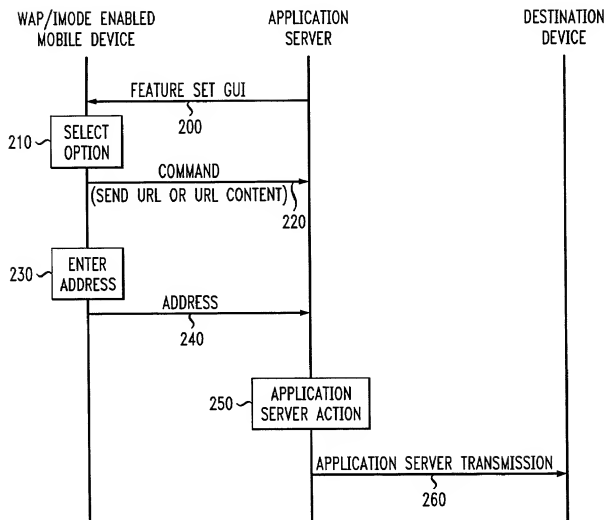 WAP/IMODE ENABLED
MOBILE DEVICE
APPLICATION
SERVER
DESTINATION
DEVICE
FEATURE SET GUI
200
210
SELECT
OPTION
COMMAND
(SEND URL OR URL CONTENT)
220
230
ENTER
ADDRESS
ADDRESS
240
250
APPLICATION
SERVER ACTION
APPLICATION SERVER TRANSMISSION
260